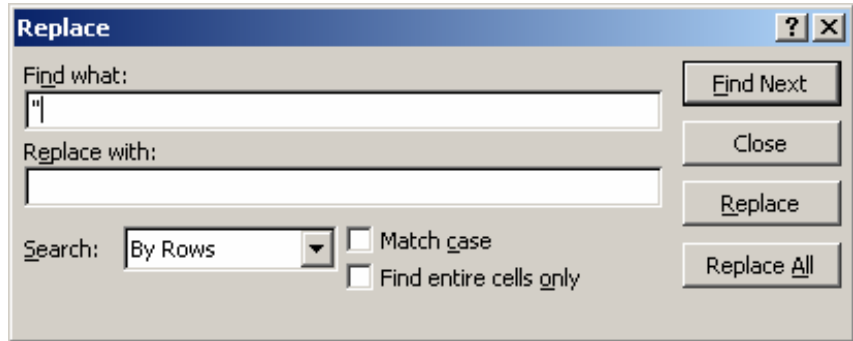 Replace
Find what:
"
Replace with:
Search: By Rows
Match case
Find entire cells only
Find Next
Close
Replace
Replace All